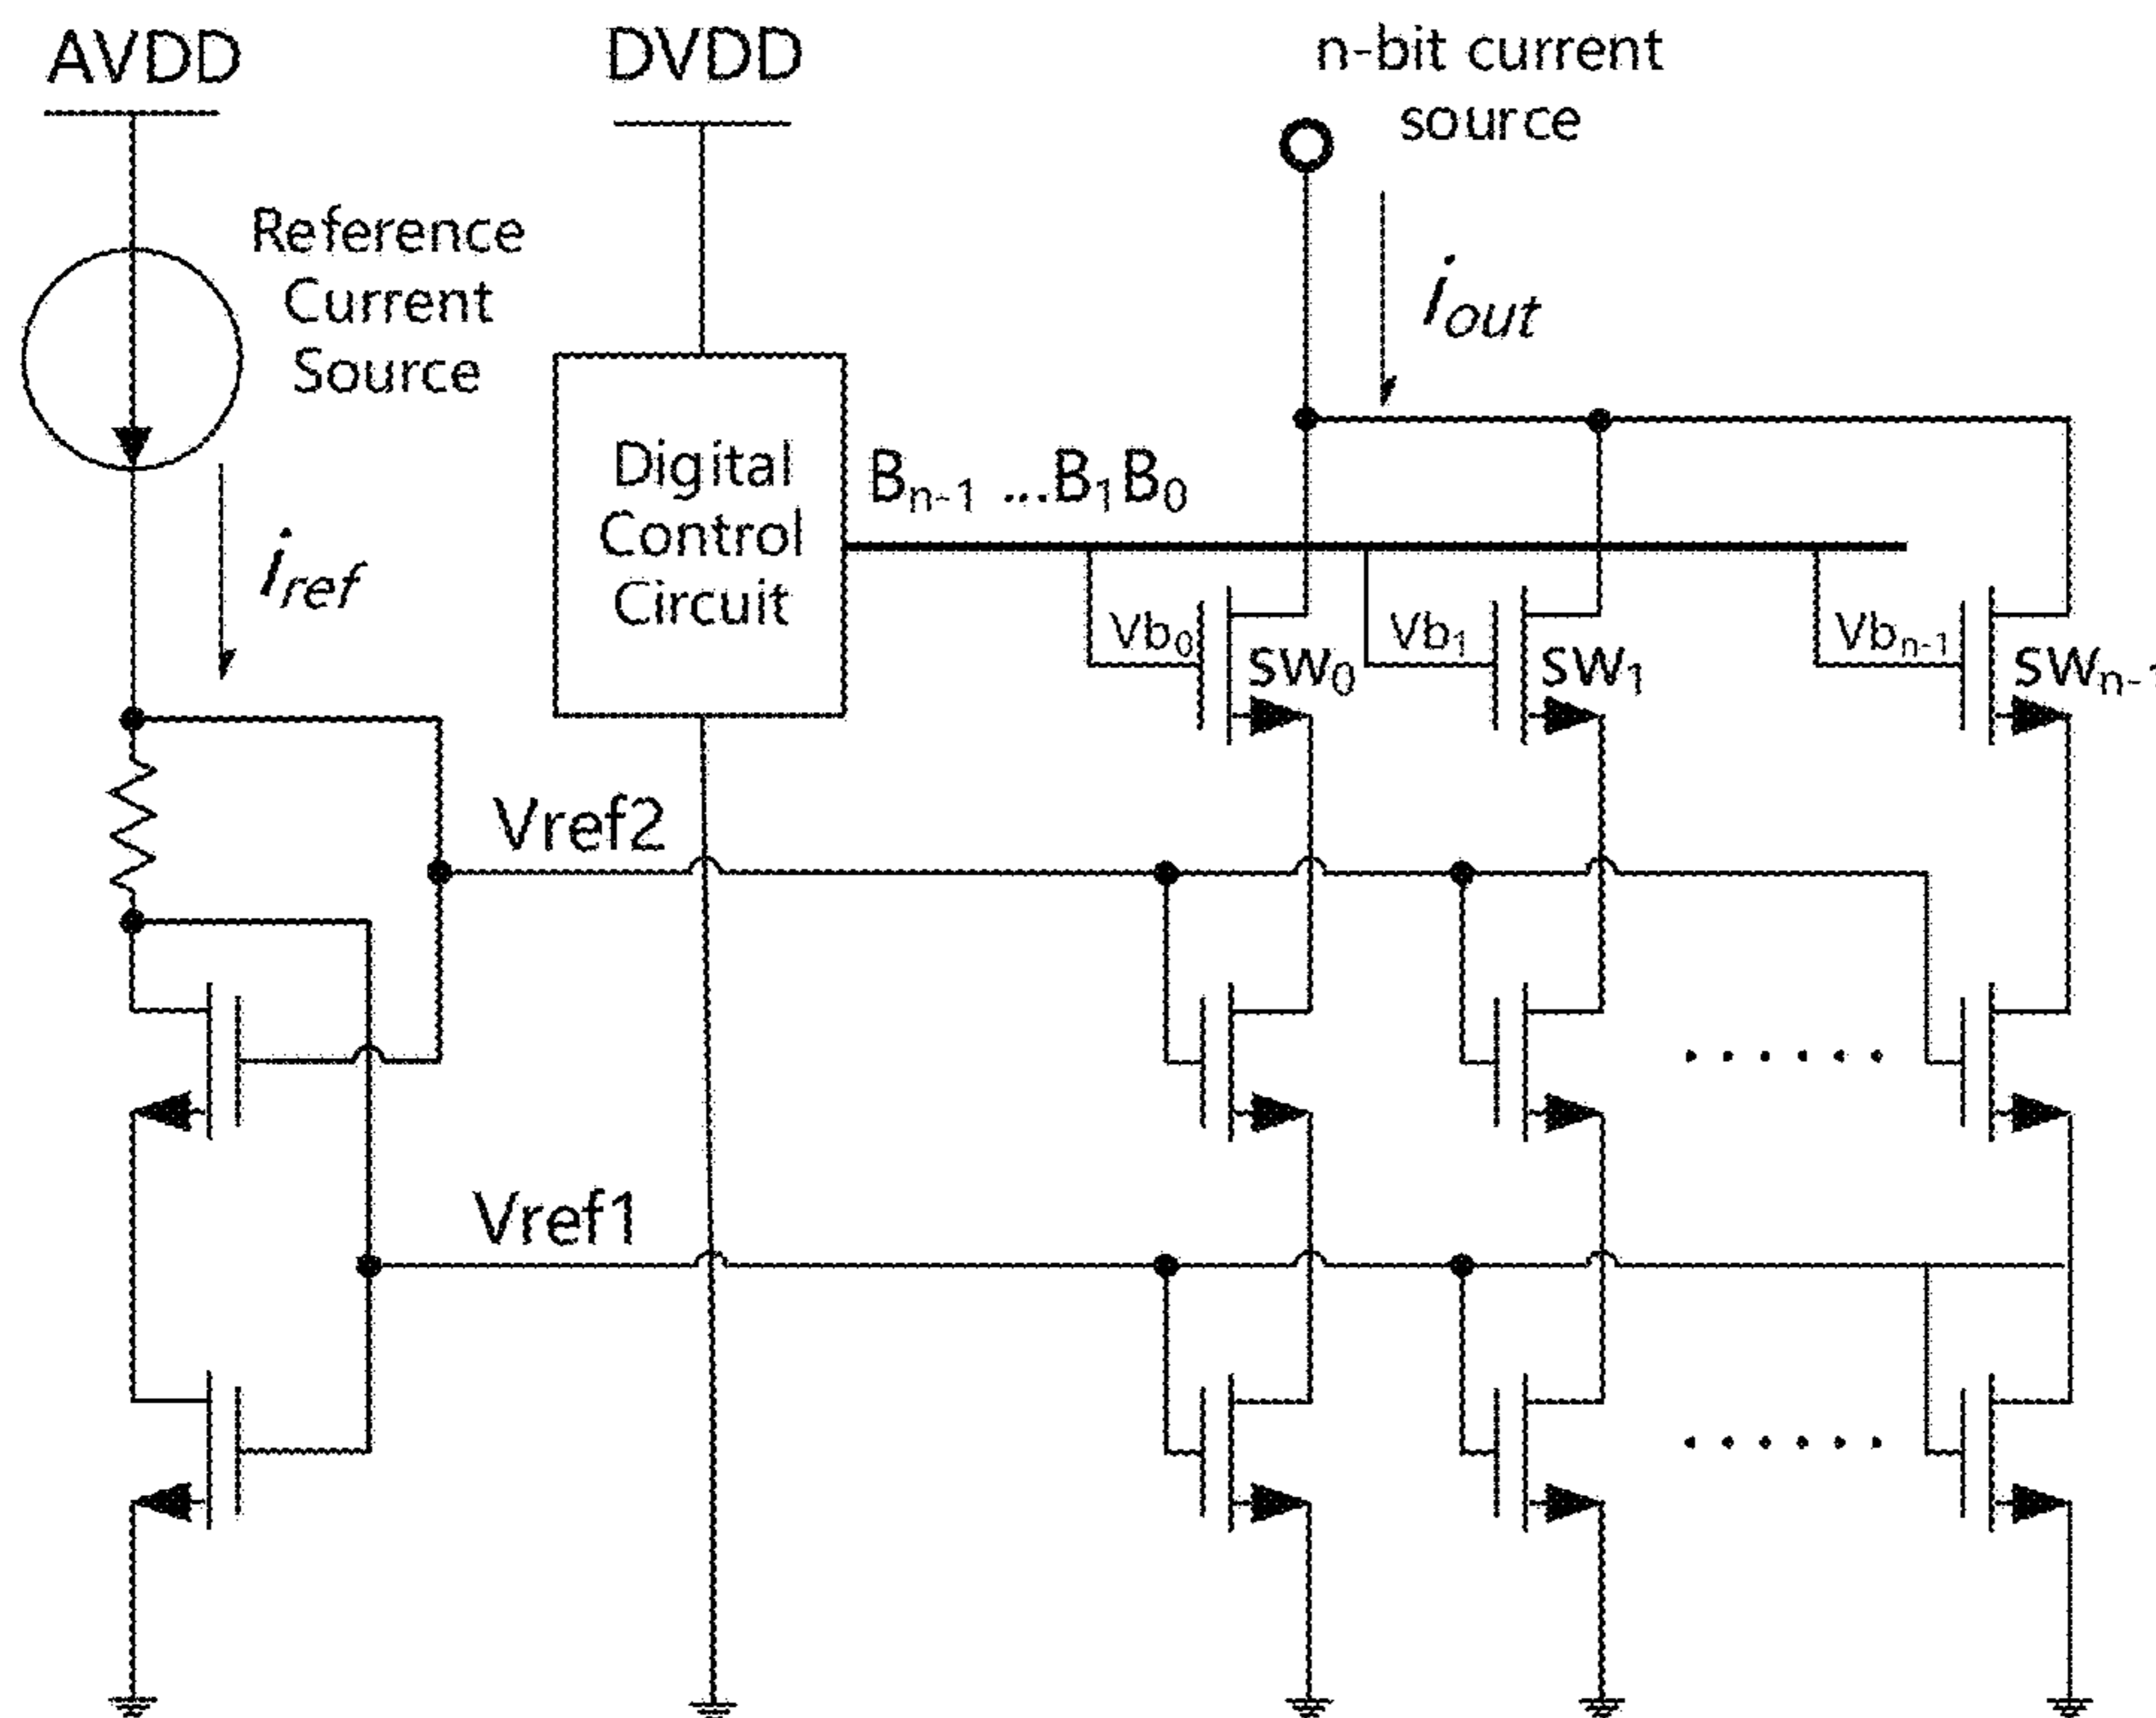 AVDD
DVDD
n-bit current
source
Reference
Current
Source
i_out
Digital
Control
Circuit
B_n-1 ...B_1B_0
i_ref
Vb_0
SW_0
Vb_1
SW_1
Vb_n-1
SW_n-1
Vref2
Vref1